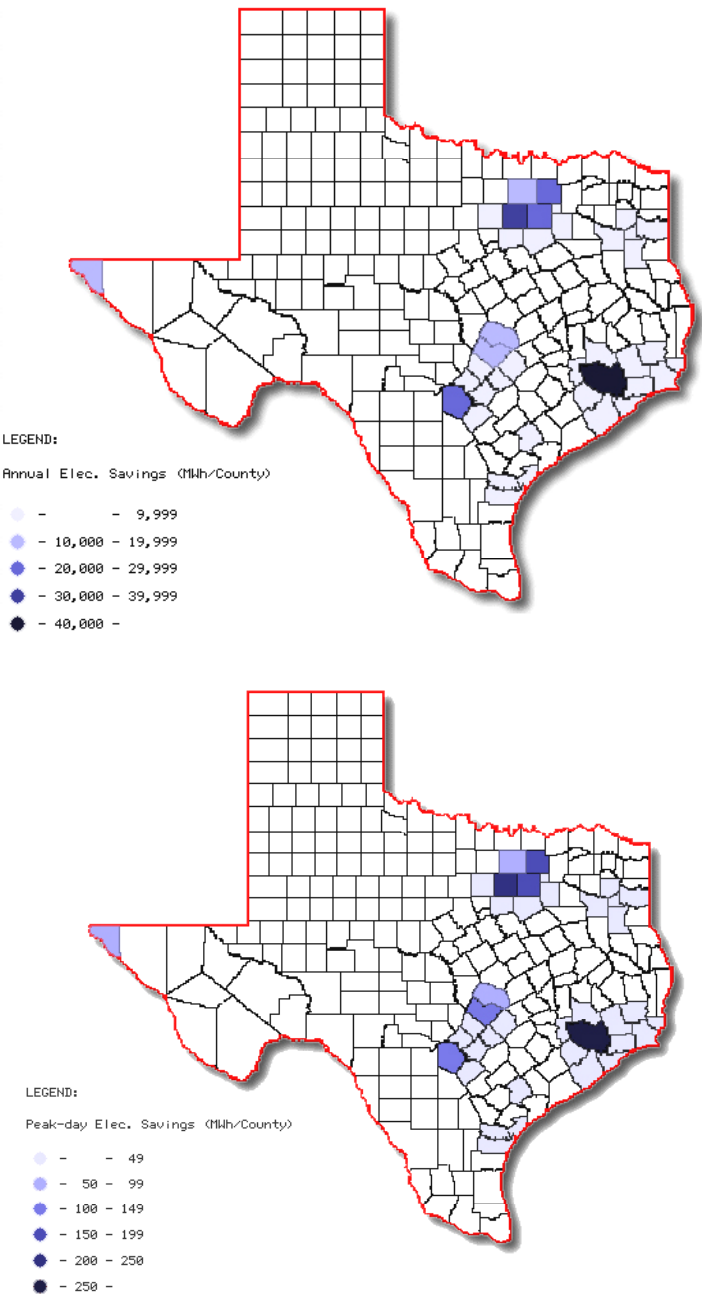 LEGEND:
Annual Elec. Savings (MWh/County)
- - 9,999
- 10,000 - 19,999
- 20,000 - 29,999
- 30,000 - 39,999
- 40,000 -
LEGEND:
Peak-day Elec. Savings (MWh/County)
- - 49
- 50 - 99
- 100 - 149
- 150 - 199
- 200 - 250
- 250 -